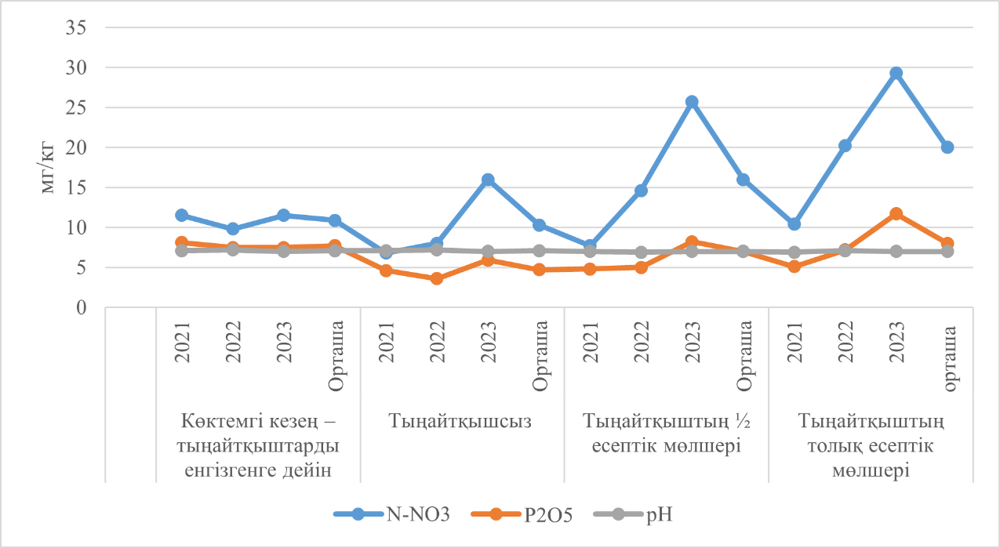 35
30
25
20
15
10
5
0
мг/кг
2021
2022
2023
Орташа
2021
2022
2023
Орташа
2021
2022
2023
Орташа
2021
2022
2023
орташа
Көктемгі кезең –
тыңайтқыштарды
енгізгенге дейін
Тыңайтқышсыз
Тыңайтқыштың ½
есептік мөлшері
Тыңайтқыштың
толық есептік
мөлшері
N-NO3
P2O5
pH